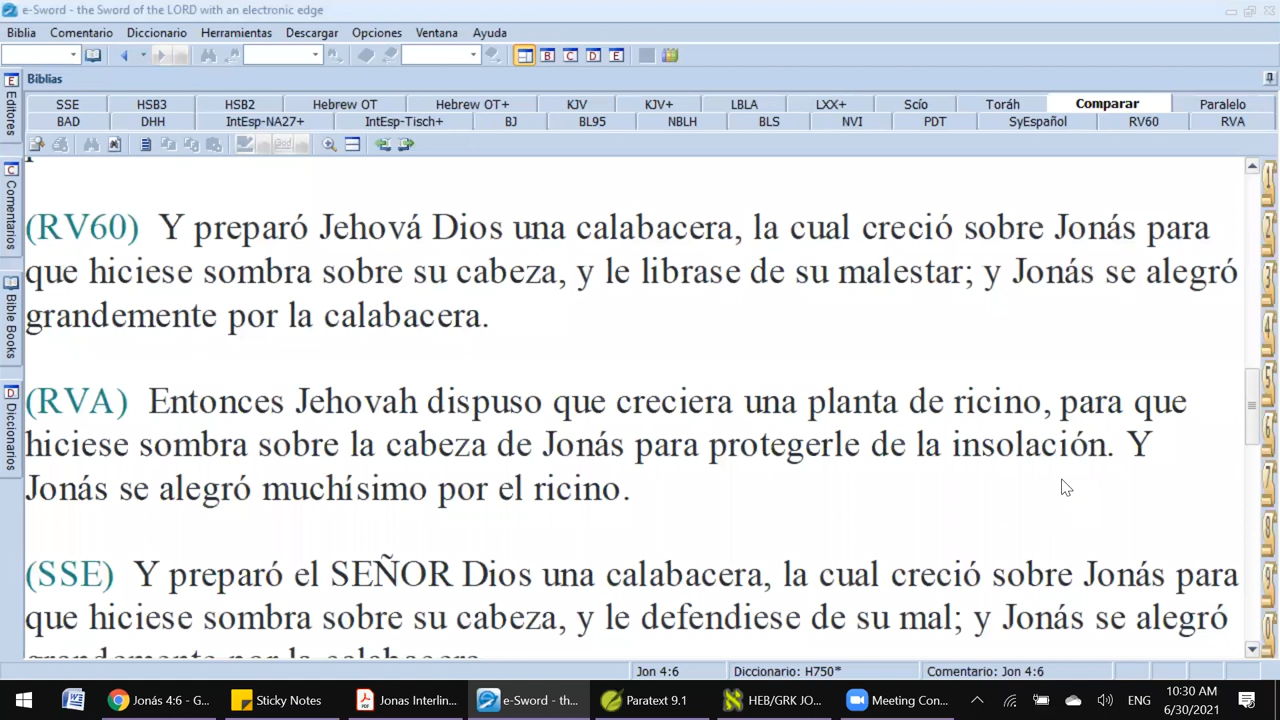 e-Sword - the Sword of the LORD with an electronic edge
Biblia Comentario Diccionario Herramientas Descargar Opciones Ventana Ayuda
B C D E
E Editores
C Comentarios
Bible Books
D Diccionarios
Biblias
SSE HSB3 HSB2 Hebrew OT Hebrew OT+ KJV KJV+ LBLA LXX+ Scío Toráh Comparar Paralelo
BAD DHH IntEsp-NA27+ IntEsp-Tisch+ BJ BL95 NBLH BLS NVI PDT SyEspañol RV60 RVA
(RV60) Y preparó Jehová Dios una calabacera, la cual creció sobre Jonás para
que hiciese sombra sobre su cabeza, y le librase de su malestar; y Jonás se alegró
grandemente por la calabacera.
(RVA) Entonces Jehovah dispuso que creciera una planta de ricino, para que
hiciese sombra sobre la cabeza de Jonás para protegerle de la insolación. Y
Jonás se alegró muchísimo por el ricino.
(SSE) Y preparó el SEÑOR Dios una calabacera, la cual creció sobre Jonás para
que hiciese sombra sobre su cabeza, y le defendiese de su mal; y Jonás se alegró
grandemente por la calabacera
Jon 4:6 Diccionario: H750* Comentario: Jon 4:6
Jonás 4:6 - G... Sticky Notes Jonas Interlin... e-Sword - th... Paratext 9.1 HEB/GRK JO... Meeting Con... ENG
10:30 AM
6/30/2021